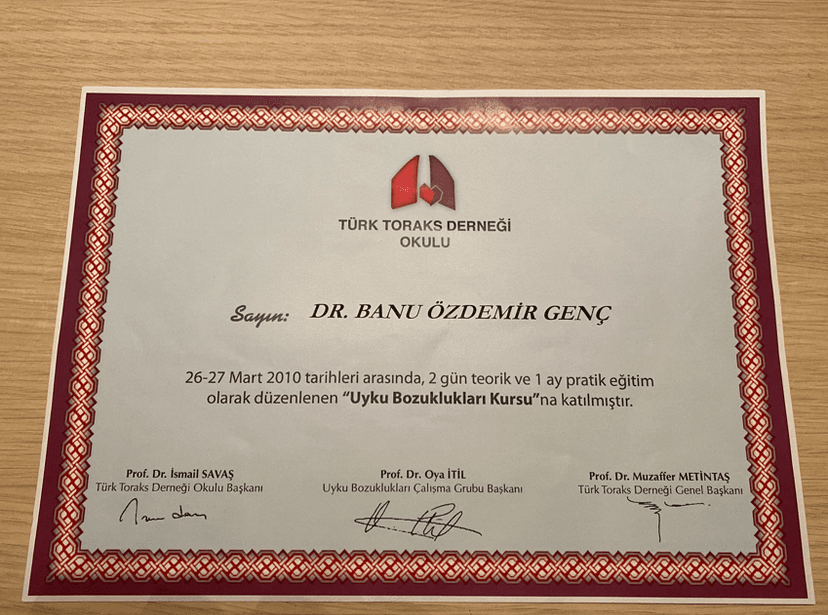 TÜRK TORAKS DERNEĞİ
OKULU
Sayın: DR. BANU ÖZDEMİR GENÇ
26-27 Mart 2010 tarihleri arasında, 2 gün teorik ve 1 ay pratik eğitim
olarak düzenlenen “Uyku Bozuklukları Kursu”na katılmıştır.
Prof. Dr. İsmail SAVAŞ
Türk Toraks Derneği Okulu Başkanı
Prof. Dr. Oya İTİL
Uyku Bozuklukları Çalışma Grubu Başkanı
Prof. Dr. Muzaffer METİNTAŞ
Türk Toraks Derneği Genel Başkanı